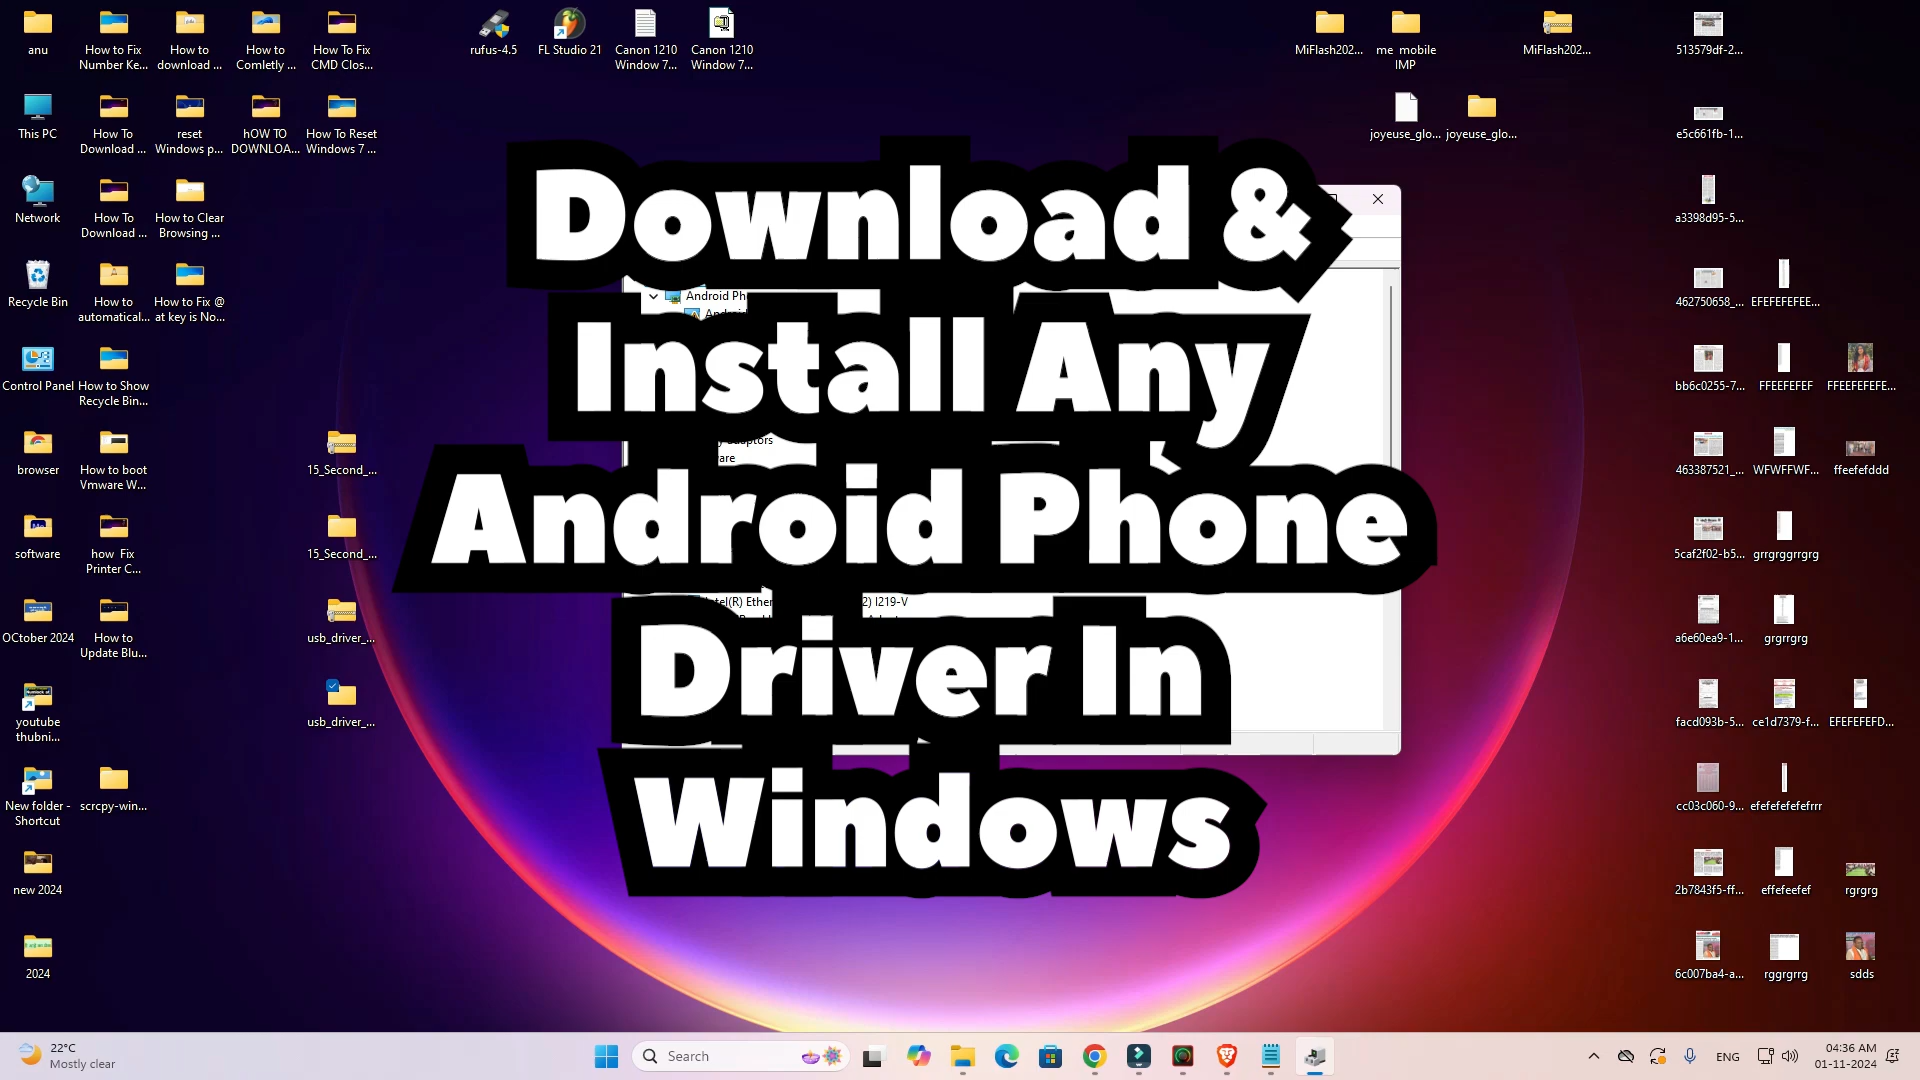 anu
How to Fix
Number Ke...
How to
download ...
How to
Comletly ...
How To Fix
CMD Clos...
rufus-4.5
FL Studio 21
Canon 1210
Window 7...
Canon 1210
Window 7...
MiFlash202...
me mobile
IMP
MiFlash202...
513579df-2...
This PC
How To
Download ...
reset
Windows p...
hOW TO
DOWNLOA...
How To Reset
Windows 7 ...
joyeuse_glo...
joyeuse_glo...
e5c661fb-1...
Network
How To
Download ...
How to Clear
Browsing ...
a3398d95-5...
Recycle Bin
How to
automatical...
How to Fix @
at key is No...
462750658_...
EFEFEFEFEE...
Control Panel
How to Show
Recycle Bin...
bb6c0255-7...
FFEEFEFEF
FFEEFEFEFE...
browser
How to boot
Vmware W...
15_Second_...
463387521_...
WFWFFWF...
ffeefefddd
software
how Fix
Printer C...
15_Second_...
5caf2f02-b5...
grrgrggrrgrg
OCtober 2024
How to
Update Blu...
usb_driver_...
a6e60ea9-1...
grgrrgrg
youtube
thubni...
usb_driver_...
facd093b-5...
ce1d7379-f...
EFEFEFEFD...
New folder -
Shortcut
scrcpy-win...
cc03c060-9...
efefefefefefrrr
new 2024
2b7843f5-ff...
effefeefef
rgrgrg
2024
6c007ba4-a...
rggrgrrg
sdds
Download &
Install Any
Android Phone
Driver In
Windows
Android
I219-V
22°C
Mostly clear
Search
ENG
04:36 AM
01-11-2024